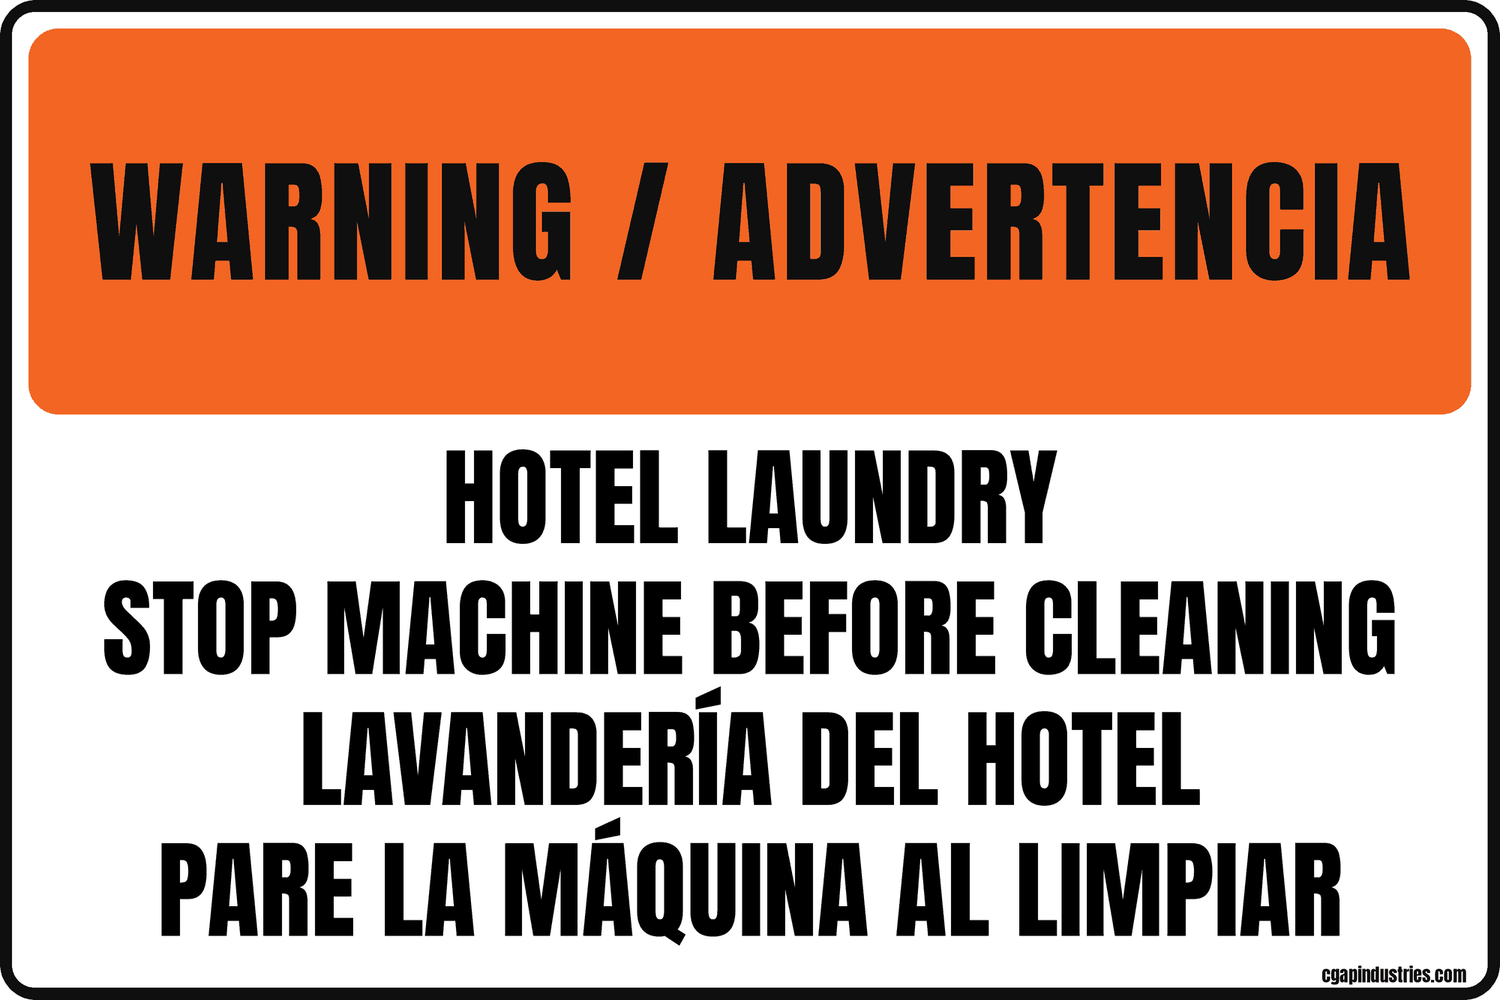 WARNING / ADVERTENCIA
HOTEL LAUNDRY
STOP MACHINE BEFORE CLEANING
LAVANDERÍA DEL HOTEL
PARE LA MÁQUINA AL LIMPIAR
cgapindustries.com